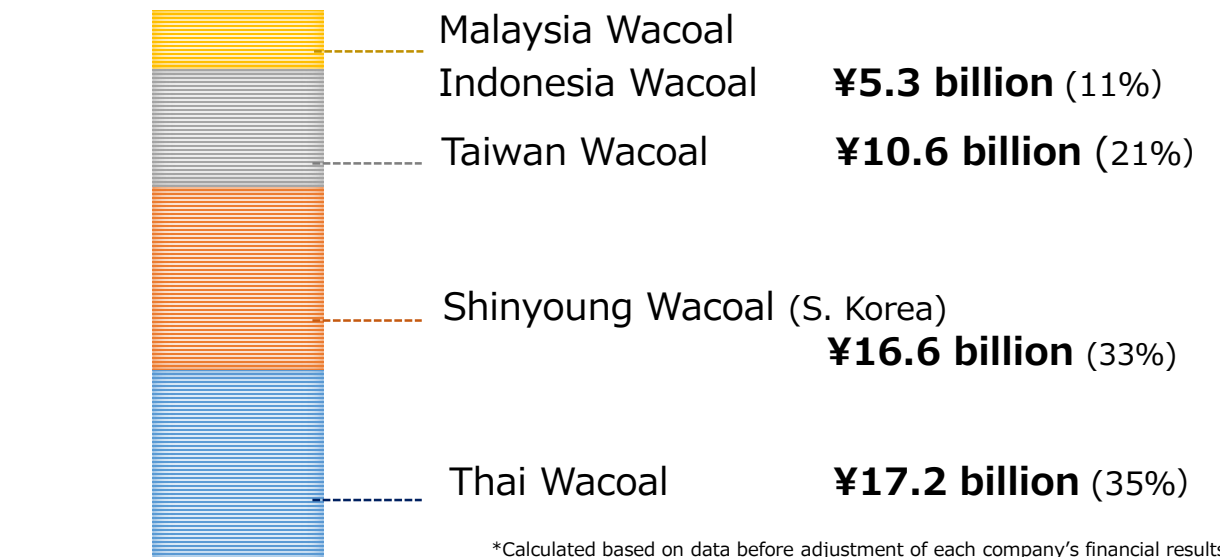 Malaysia Wacoal
Indonesia Wacoal ¥5.3 billion (11%)
Taiwan Wacoal ¥10.6 billion (21%)
Shinyoung Wacoal (S. Korea)
¥16.6 billion (33%)
Thai Wacoal ¥17.2 billion (35%)
*Calculated based on data before adjustment of each company’s financial results